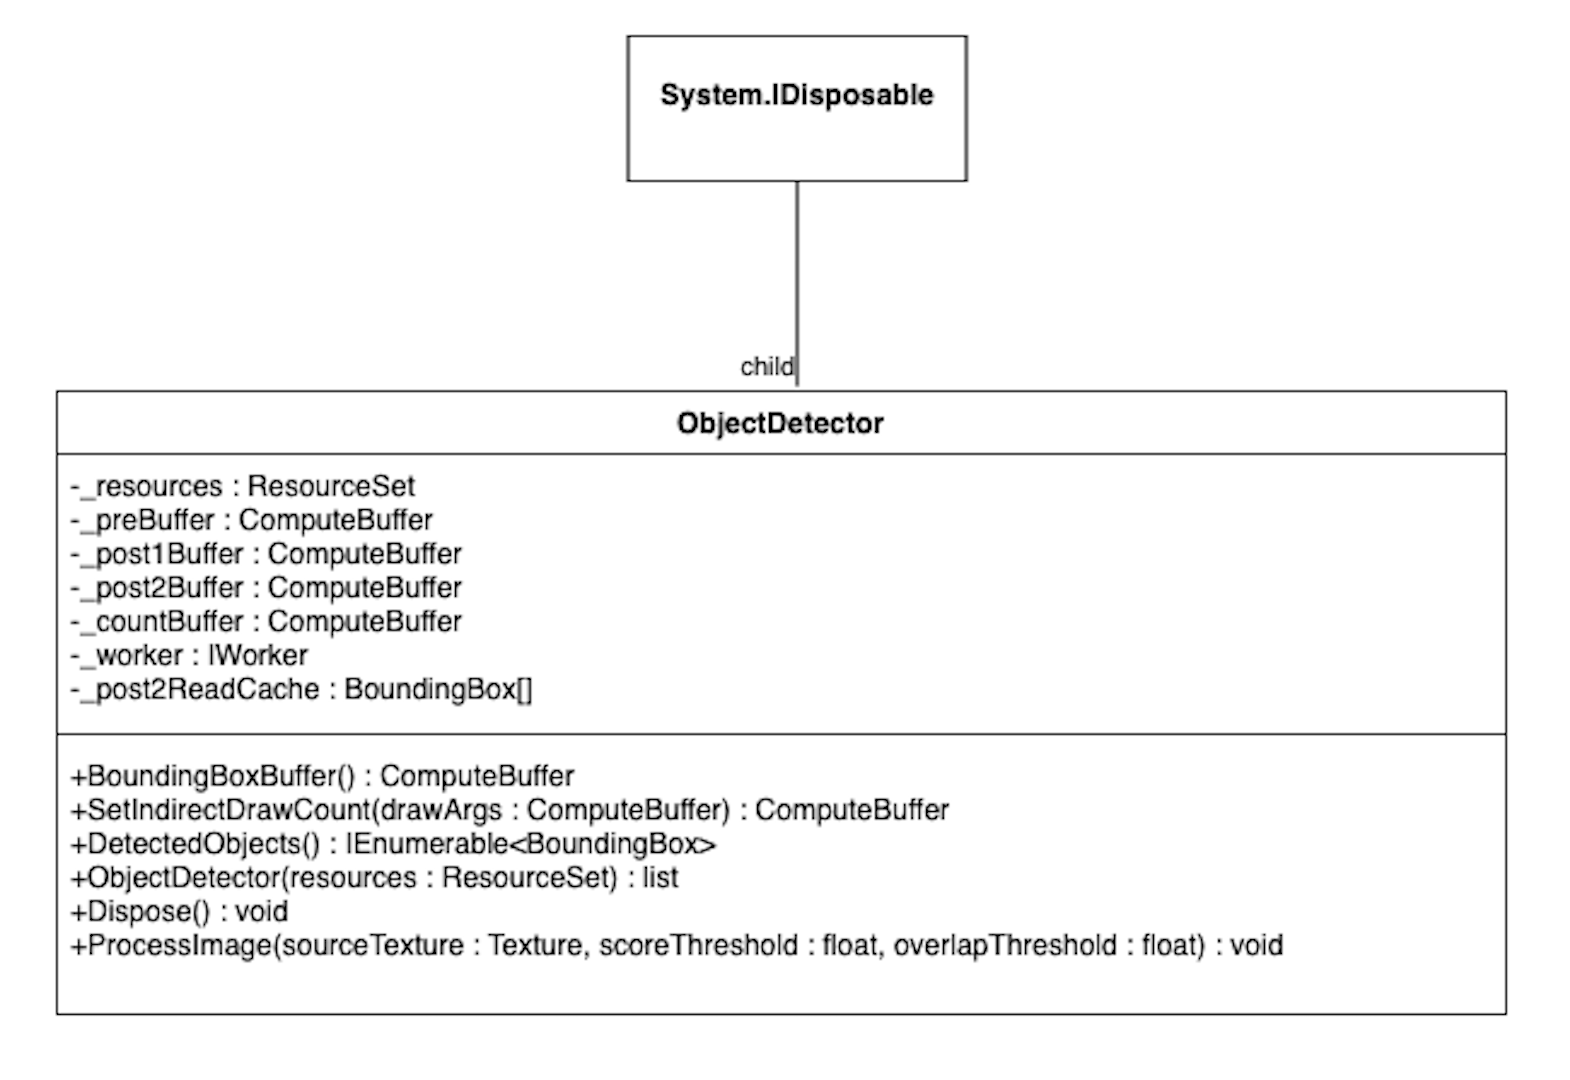 System.IDisposable
child
ObjectDetector
-_resources : ResourceSet
-_preBuffer : ComputeBuffer
-_post1Buffer : ComputeBuffer
-_post2Buffer : ComputeBuffer
-_countBuffer : ComputeBuffer
-_worker : IWorker
-_post2ReadCache : BoundingBox[]
+BoundingBoxBuffer() : ComputeBuffer
+SetIndirectDrawCount(drawArgs : ComputeBuffer) : ComputeBuffer
+DetectedObjects() : IEnumerable<BoundingBox>
+ObjectDetector(resources : ResourceSet) : list
+Dispose() : void
+ProcessImage(sourceTexture : Texture, scoreThreshold : float, overlapThreshold : float) : void